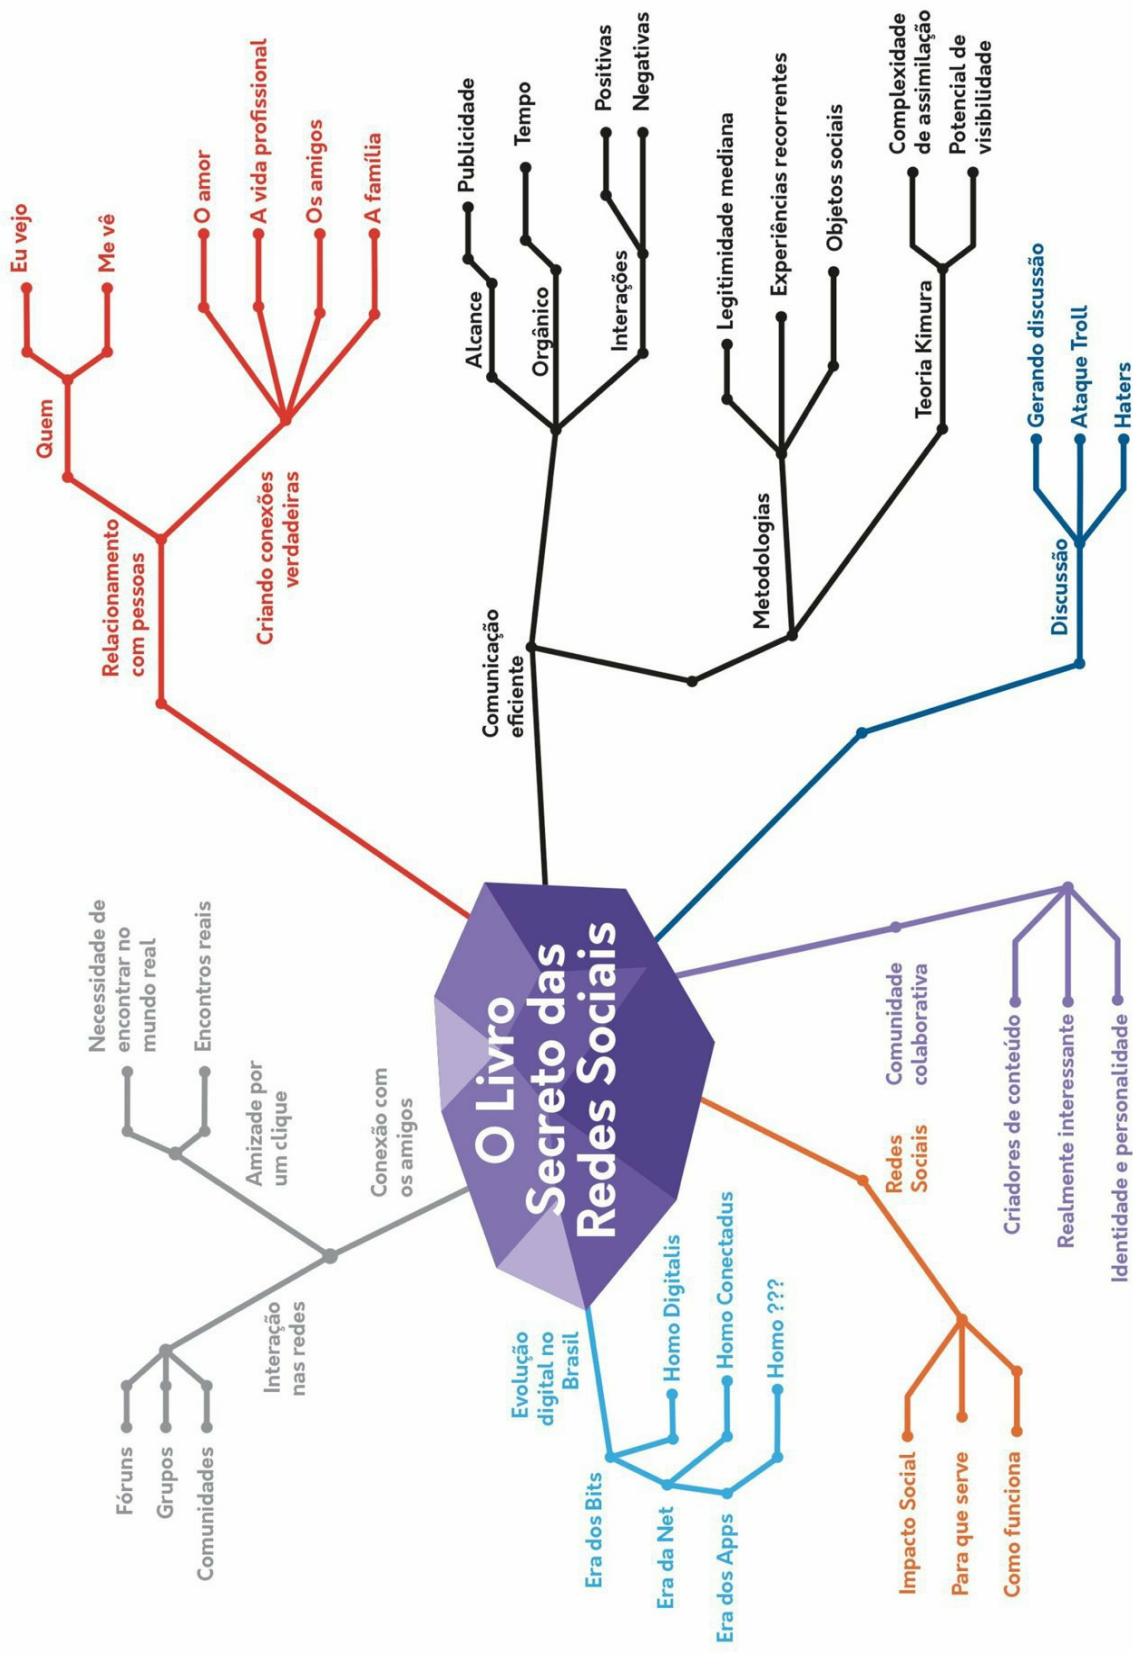 O Livro
Secreto das
Redes Sociais
Conexão com
os amigos
Interação
nas redes
Fóruns
Grupos
Comunidades
Amizade por
um clique
Necessidade de
encontrar no
mundo real
Encontros reais
Relacionamento
com pessoas
Quem
Eu vejo
Me vê
Criando conexões
verdadeiras
O amor
A vida profissional
Os amigos
A família
Comunicação
eficiente
Alcance
Publicidade
Orgânico
Tempo
Interações
Positivas
Negativas
Metodologias
Legitimidade mediana
Experiências recorrentes
Objetos sociais
Teoria Kimura
Complexidade
de assimilação
Potencial de
visibilidade
Discussão
Gerando discussão
Ataque Troll
Haters
Comunidade
colaborativa
Criadores de conteúdo
Realmente interessante
Identidade e personalidade
Redes
Sociais
Impacto Social
Para que serve
Como funciona
Evolução
digital no
Brasil
Era dos Bits
Homo Digitalis
Era da Net
Homo Conectadus
Era dos Apps
Homo ???